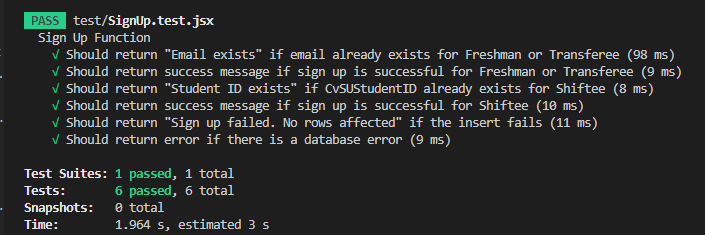 PASS test/SignUp.test.jsx
Sign Up Function
√ Should return "Email exists" if email already exists for Freshman or Transferee (98 ms)
√ Should return success message if sign up is successful for Freshman or Transferee (9 ms)
√ Should return "Student ID exists" if CvSUStudentID already exists for Shiftee (8 ms)
√ Should return success message if sign up is successful for Shiftee (10 ms)
√ Should return "Sign up failed. No rows affected" if the insert fails (11 ms)
√ Should return error if there is a database error (9 ms)
Test Suites: 1 passed, 1 total
Tests: 6 passed, 6 total
Snapshots: 0 total
Time: 1.964 s, estimated 3 s